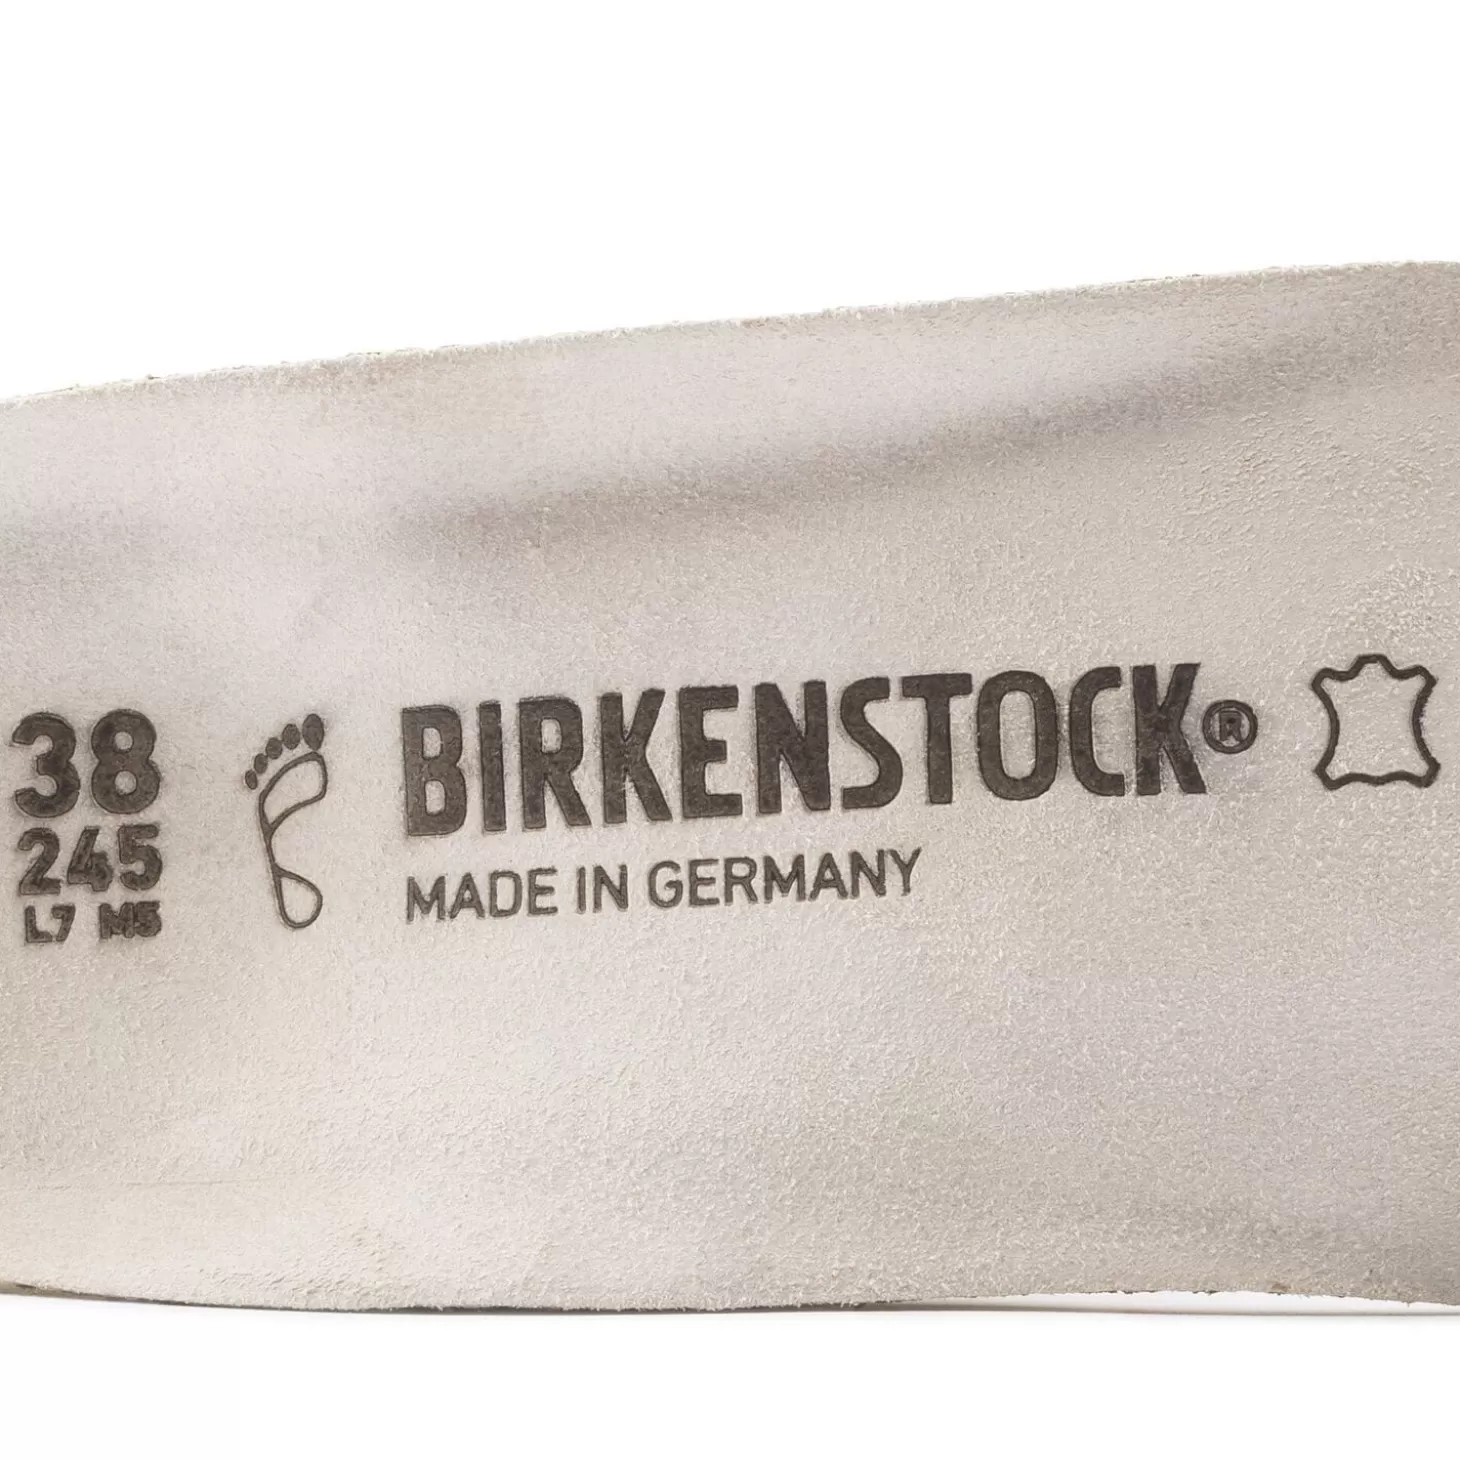 38
245
L7 M5
BIRKENSTOCK®
MADE IN GERMANY